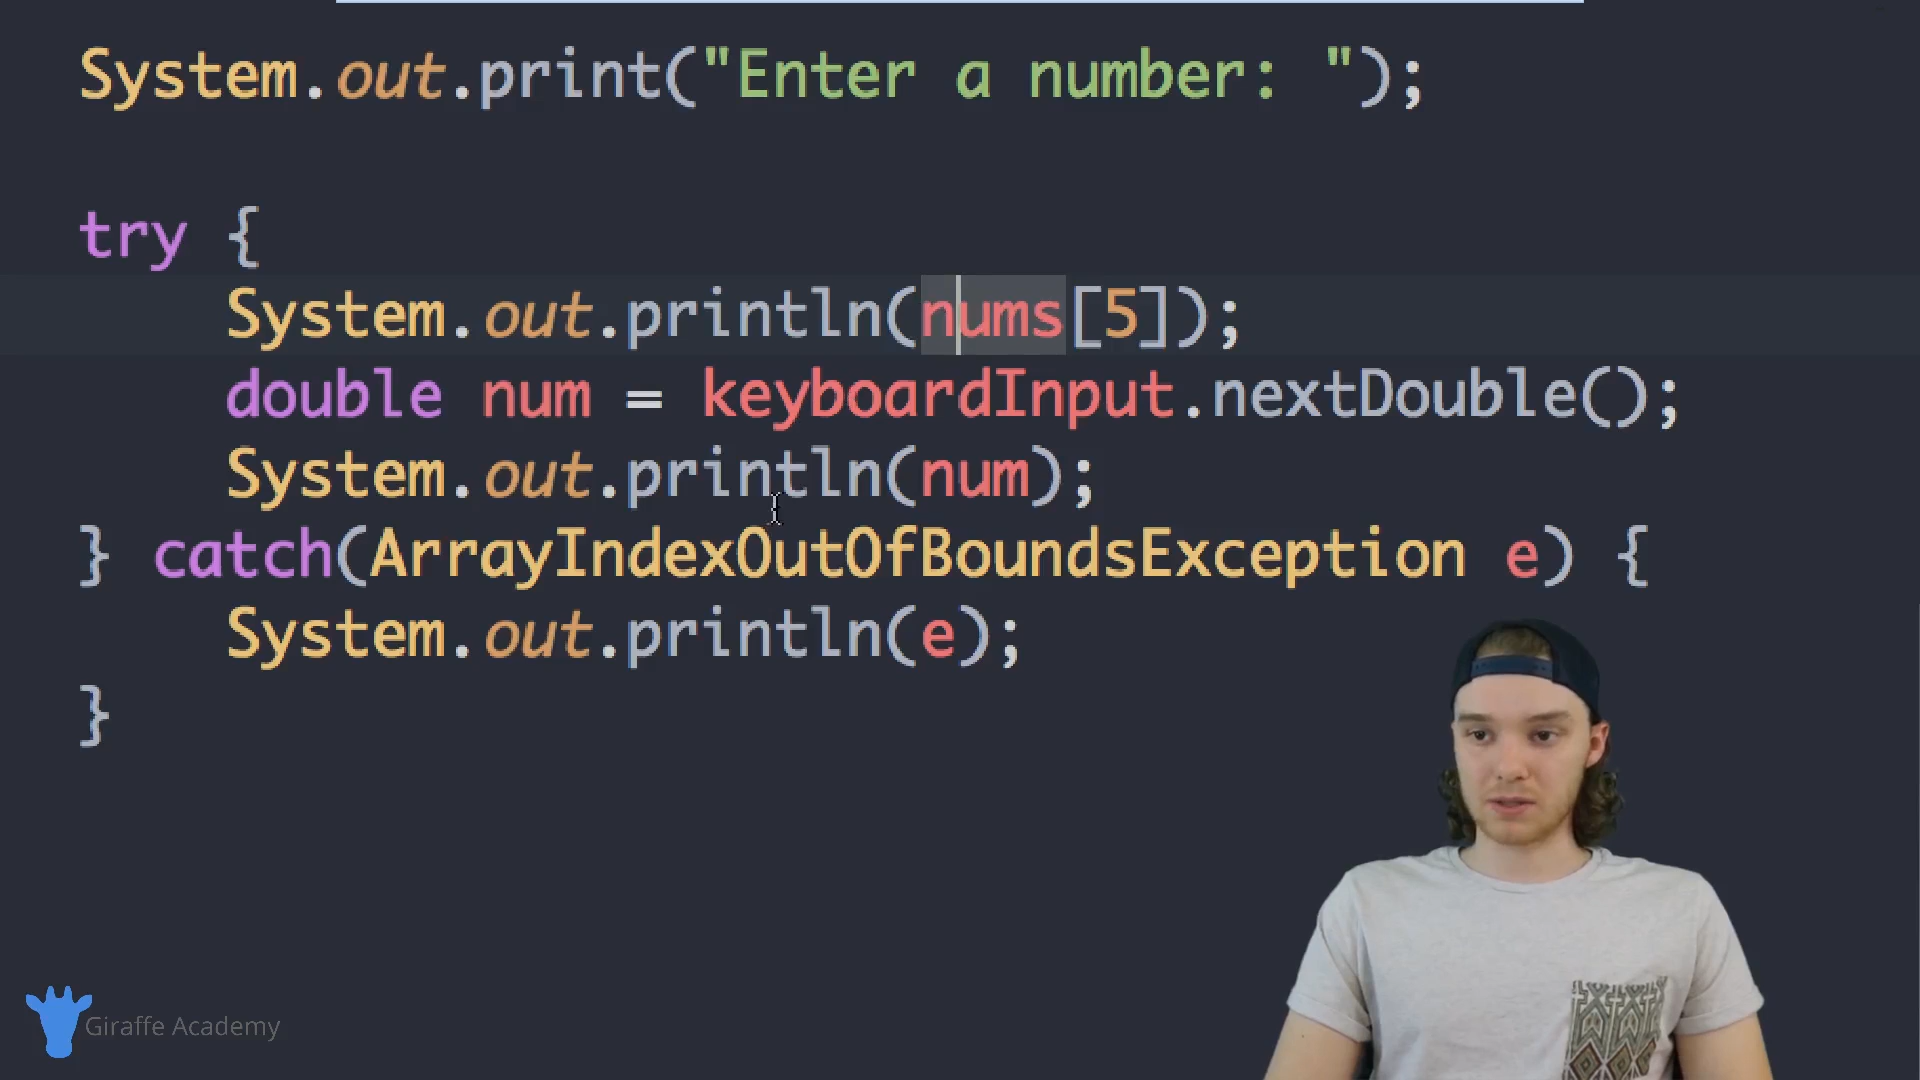 System.out.print("Enter a number: ");
try {
System.out.println(nums[5]);
double num = keyboardInput.nextDouble();
System.out.println(num);
} catch(ArrayIndexOutOfBoundsException e) {
System.out.println(e);
}
Giraffe Academy